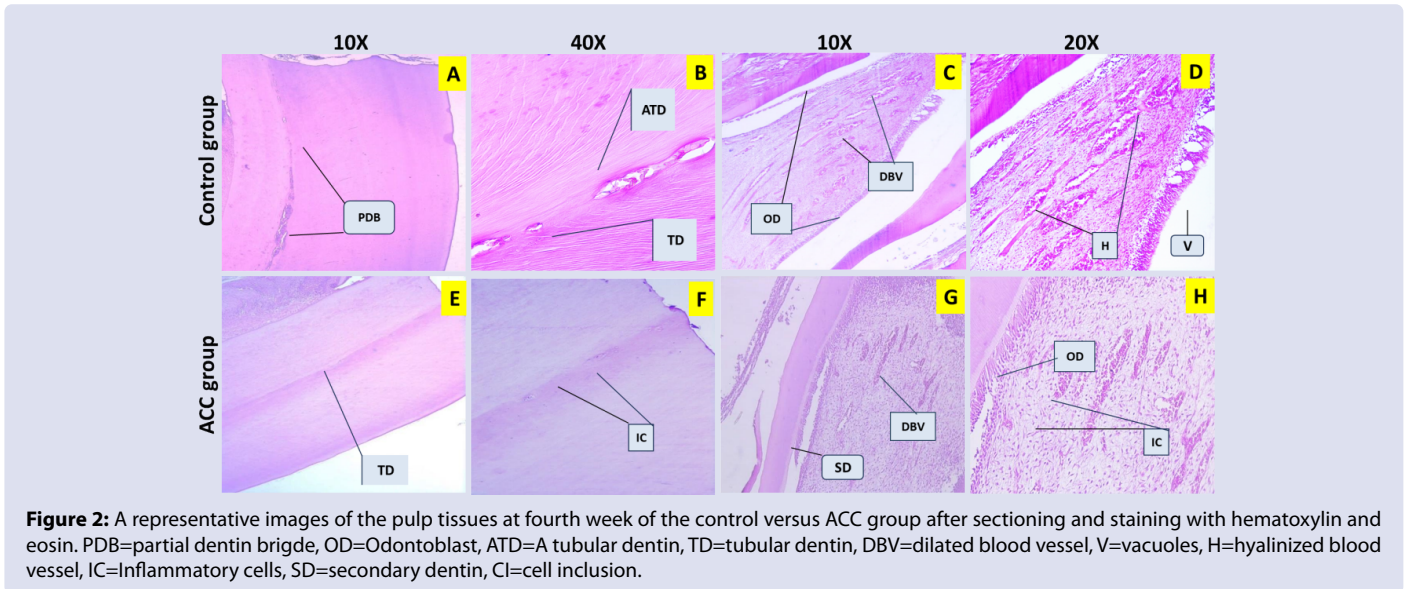 10X 40X 10X 20X
Control group
A B C D
ATD
PDB
TD
DBV
OD
H
V
ACC group
E F G H
TD
IC
DBV
SD
OD
IC
Figure 2: A representative images of the pulp tissues at fourth week of the control versus ACC group after sectioning and staining with hematoxylin and
eosin. PDB=partial dentin brigde, OD=Odontoblast, ATD=A tubular dentin, TD=tubular dentin, DBV=dilated blood vessel, V=vacuoles, H=hyalinized blood
vessel, IC=Inflammatory cells, SD=secondary dentin, CI=cell inclusion.